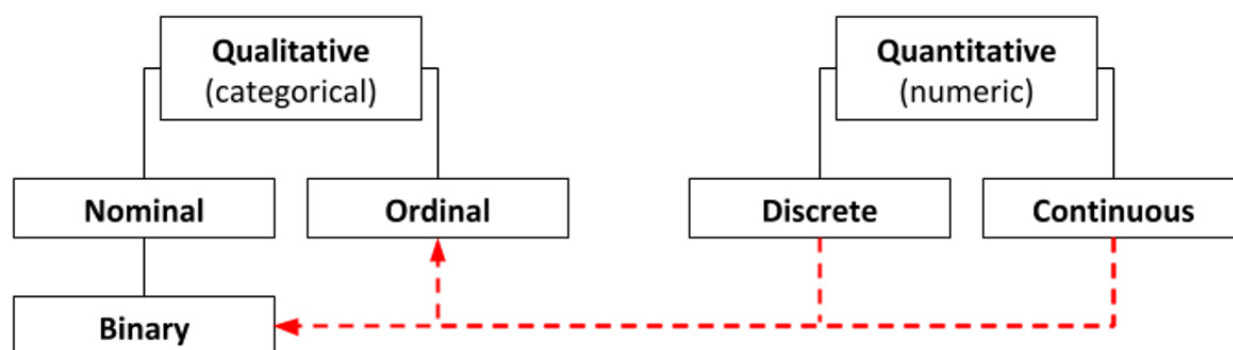 Qualitative
(categorical)
Quantitative
(numeric)
Nominal
Ordinal
Discrete
Continuous
Binary